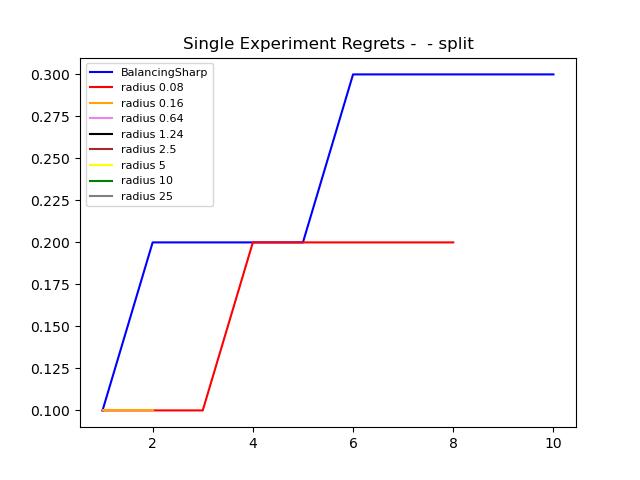 Single Experiment Regrets -  - split
0.300
0.275
0.250
0.225
0.200
0.175
0.150
0.125
0.100
BalancingSharp
radius 0.08
radius 0.16
radius 0.64
radius 1.24
radius 2.5
radius 5
radius 10
radius 25
2 4 6 8 10